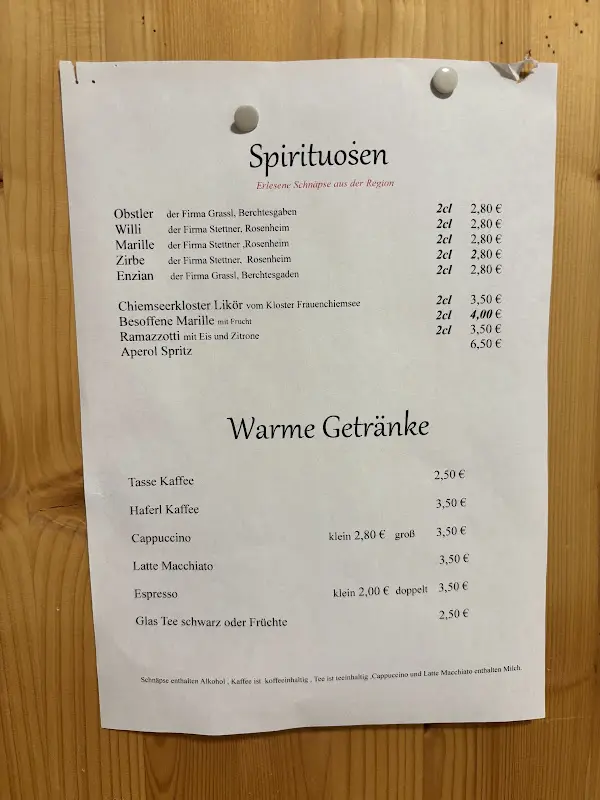 Spirituosen
Erlesene Schnäpse aus der Region
Obstler der Firma Grassl, Berchtesgaben 2cl 2,80 €
Willi der Firma Stettner, Rosenheim 2cl 2,80 €
Marille der Firma Stettner ,Rosenheim 2cl 2,80 €
Zirbe der Firma Stettner, Rosenheim 2cl 2,80 €
Enzian der Firma Grassl, Berchtesgaden 2cl 2,80 €
Chiemseerkloster Likör vom Kloster Frauenchiemsee 2cl 3,50 €
Besoffene Marille mit Frucht 2cl 4,00 €
Ramazzotti mit Eis und Zitrone 2cl 3,50 €
Aperol Spritz 6,50 €
Warme Getränke
Tasse Kaffee 2,50 €
Haferl Kaffee 3,50 €
Cappuccino klein 2,80 € groß 3,50 €
Latte Macchiato 3,50 €
Espresso klein 2,00 € doppelt 3,50 €
Glas Tee schwarz oder Früchte 2,50 €
Schnäpse enthalten Alkohol , Kaffee ist koffeeinhaltig , Tee ist teeinhaltig .Cappuccino und Latte Macchiato enthalten Milch.